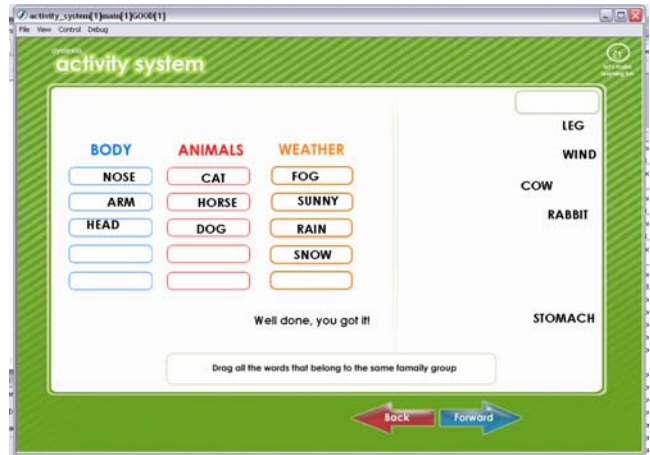 activity_system[1]main[1]GOOD[1]
File View Control Debug
dyslexia
activity system
BODY ANIMALS WEATHER
NOSE CAT FOG
ARM HORSE SUNNY
HEAD DOG RAIN
SNOW
LEG
WIND
COW
RABBIT
STOMACH
Well done, you got it!
Drag all the words that belong to the same famaily group
Back Forward